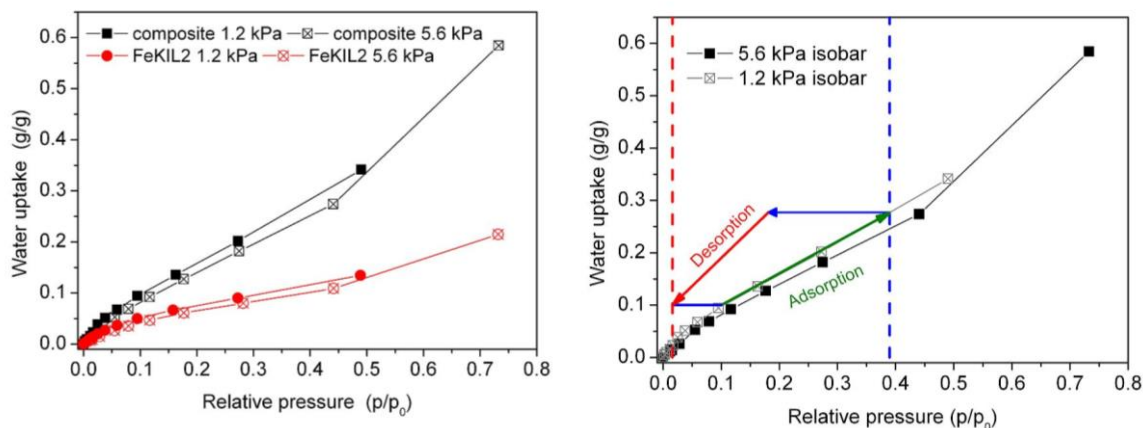 composite 1.2 kPa composite 5.6 kPa
FeKIL2 1.2 kPa FeKIL2 5.6 kPa
Water uptake (g/g)
0.6
0.5
0.4
0.3
0.2
0.1
0.0
0.0 0.1 0.2 0.3 0.4 0.5 0.6 0.7 0.8
Relative pressure (p/p₀)
5.6 kPa isobar
1.2 kPa isobar
Water uptake (g/g)
0.6
0.5
0.4
0.3
0.2
0.1
0.0
Desorption
Adsorption
0.0 0.1 0.2 0.3 0.4 0.5 0.6 0.7 0.8
Relative pressure (p/p₀)